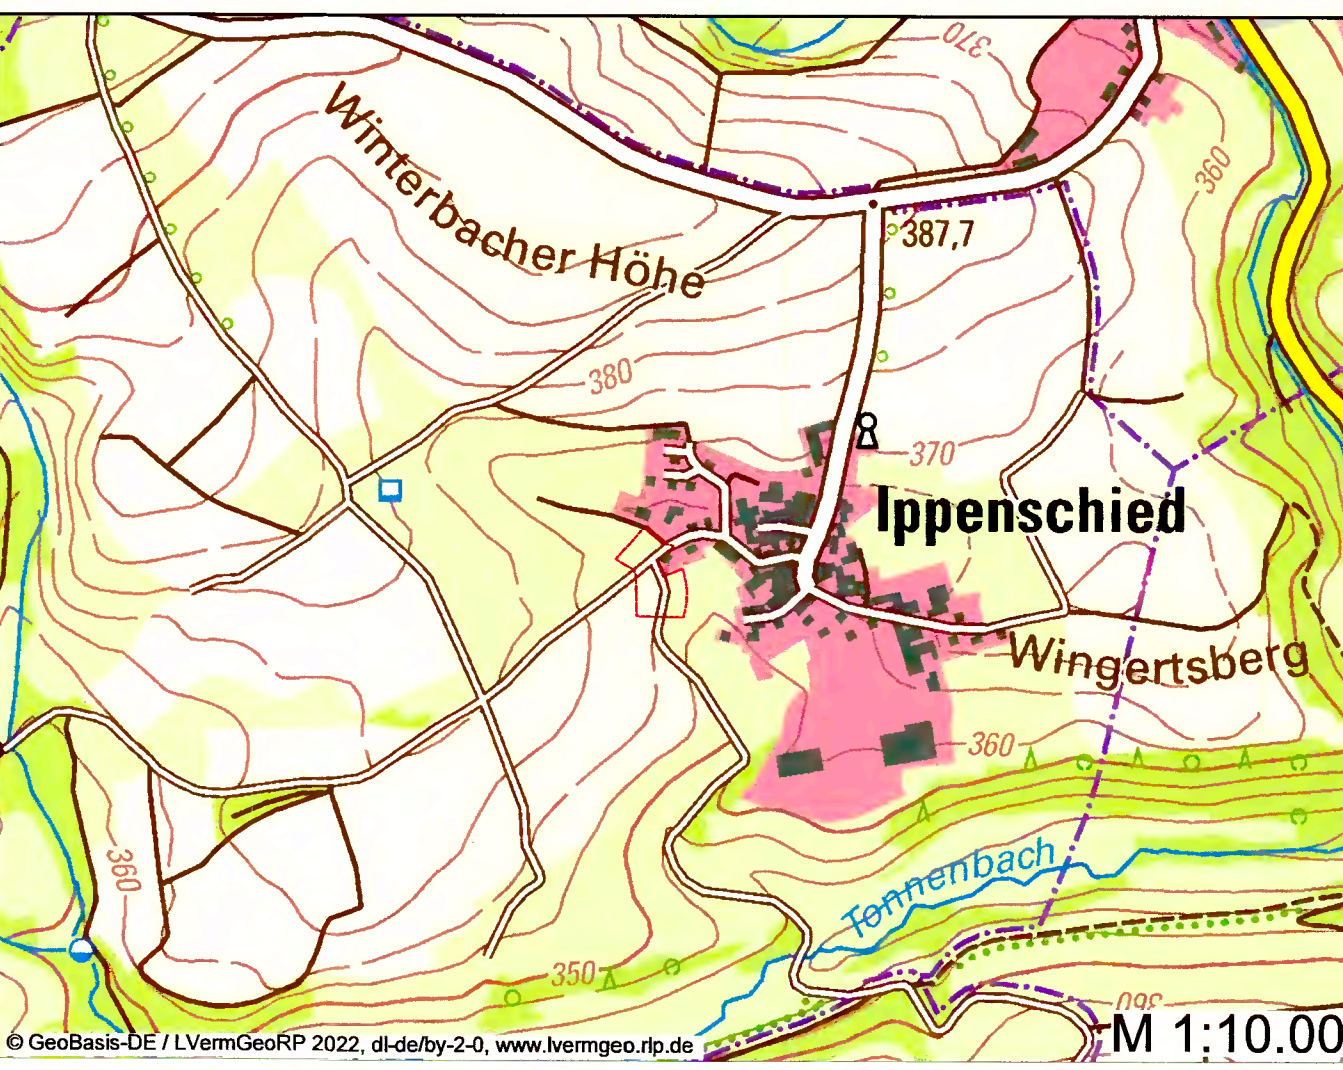 370
Winterbacher Höhe
360
387,7
380
370
Ippenschied
Wingertsberg
360
360
Tonnenbach
350
360
© GeoBasis-DE / LVermGeoRP 2022, dl-de/by-2-0, www.lvermgeo.rlp.de
M 1:10.00